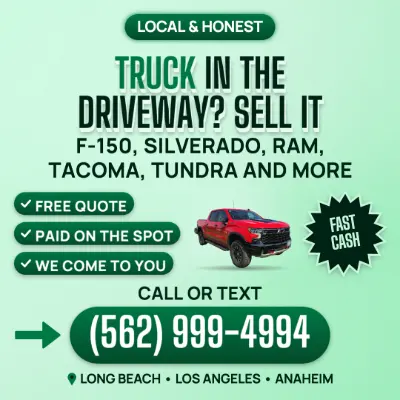 LOCAL & HONEST
TRUCK IN THE
DRIVEWAY? SELL IT
F-150, SILVERADO, RAM,
TACOMA, TUNDRA AND MORE
FREE QUOTE
PAID ON THE SPOT
WE COME TO YOU
FAST
CASH
CALL OR TEXT
(562) 999-4994
LONG BEACH • LOS ANGELES • ANAHEIM